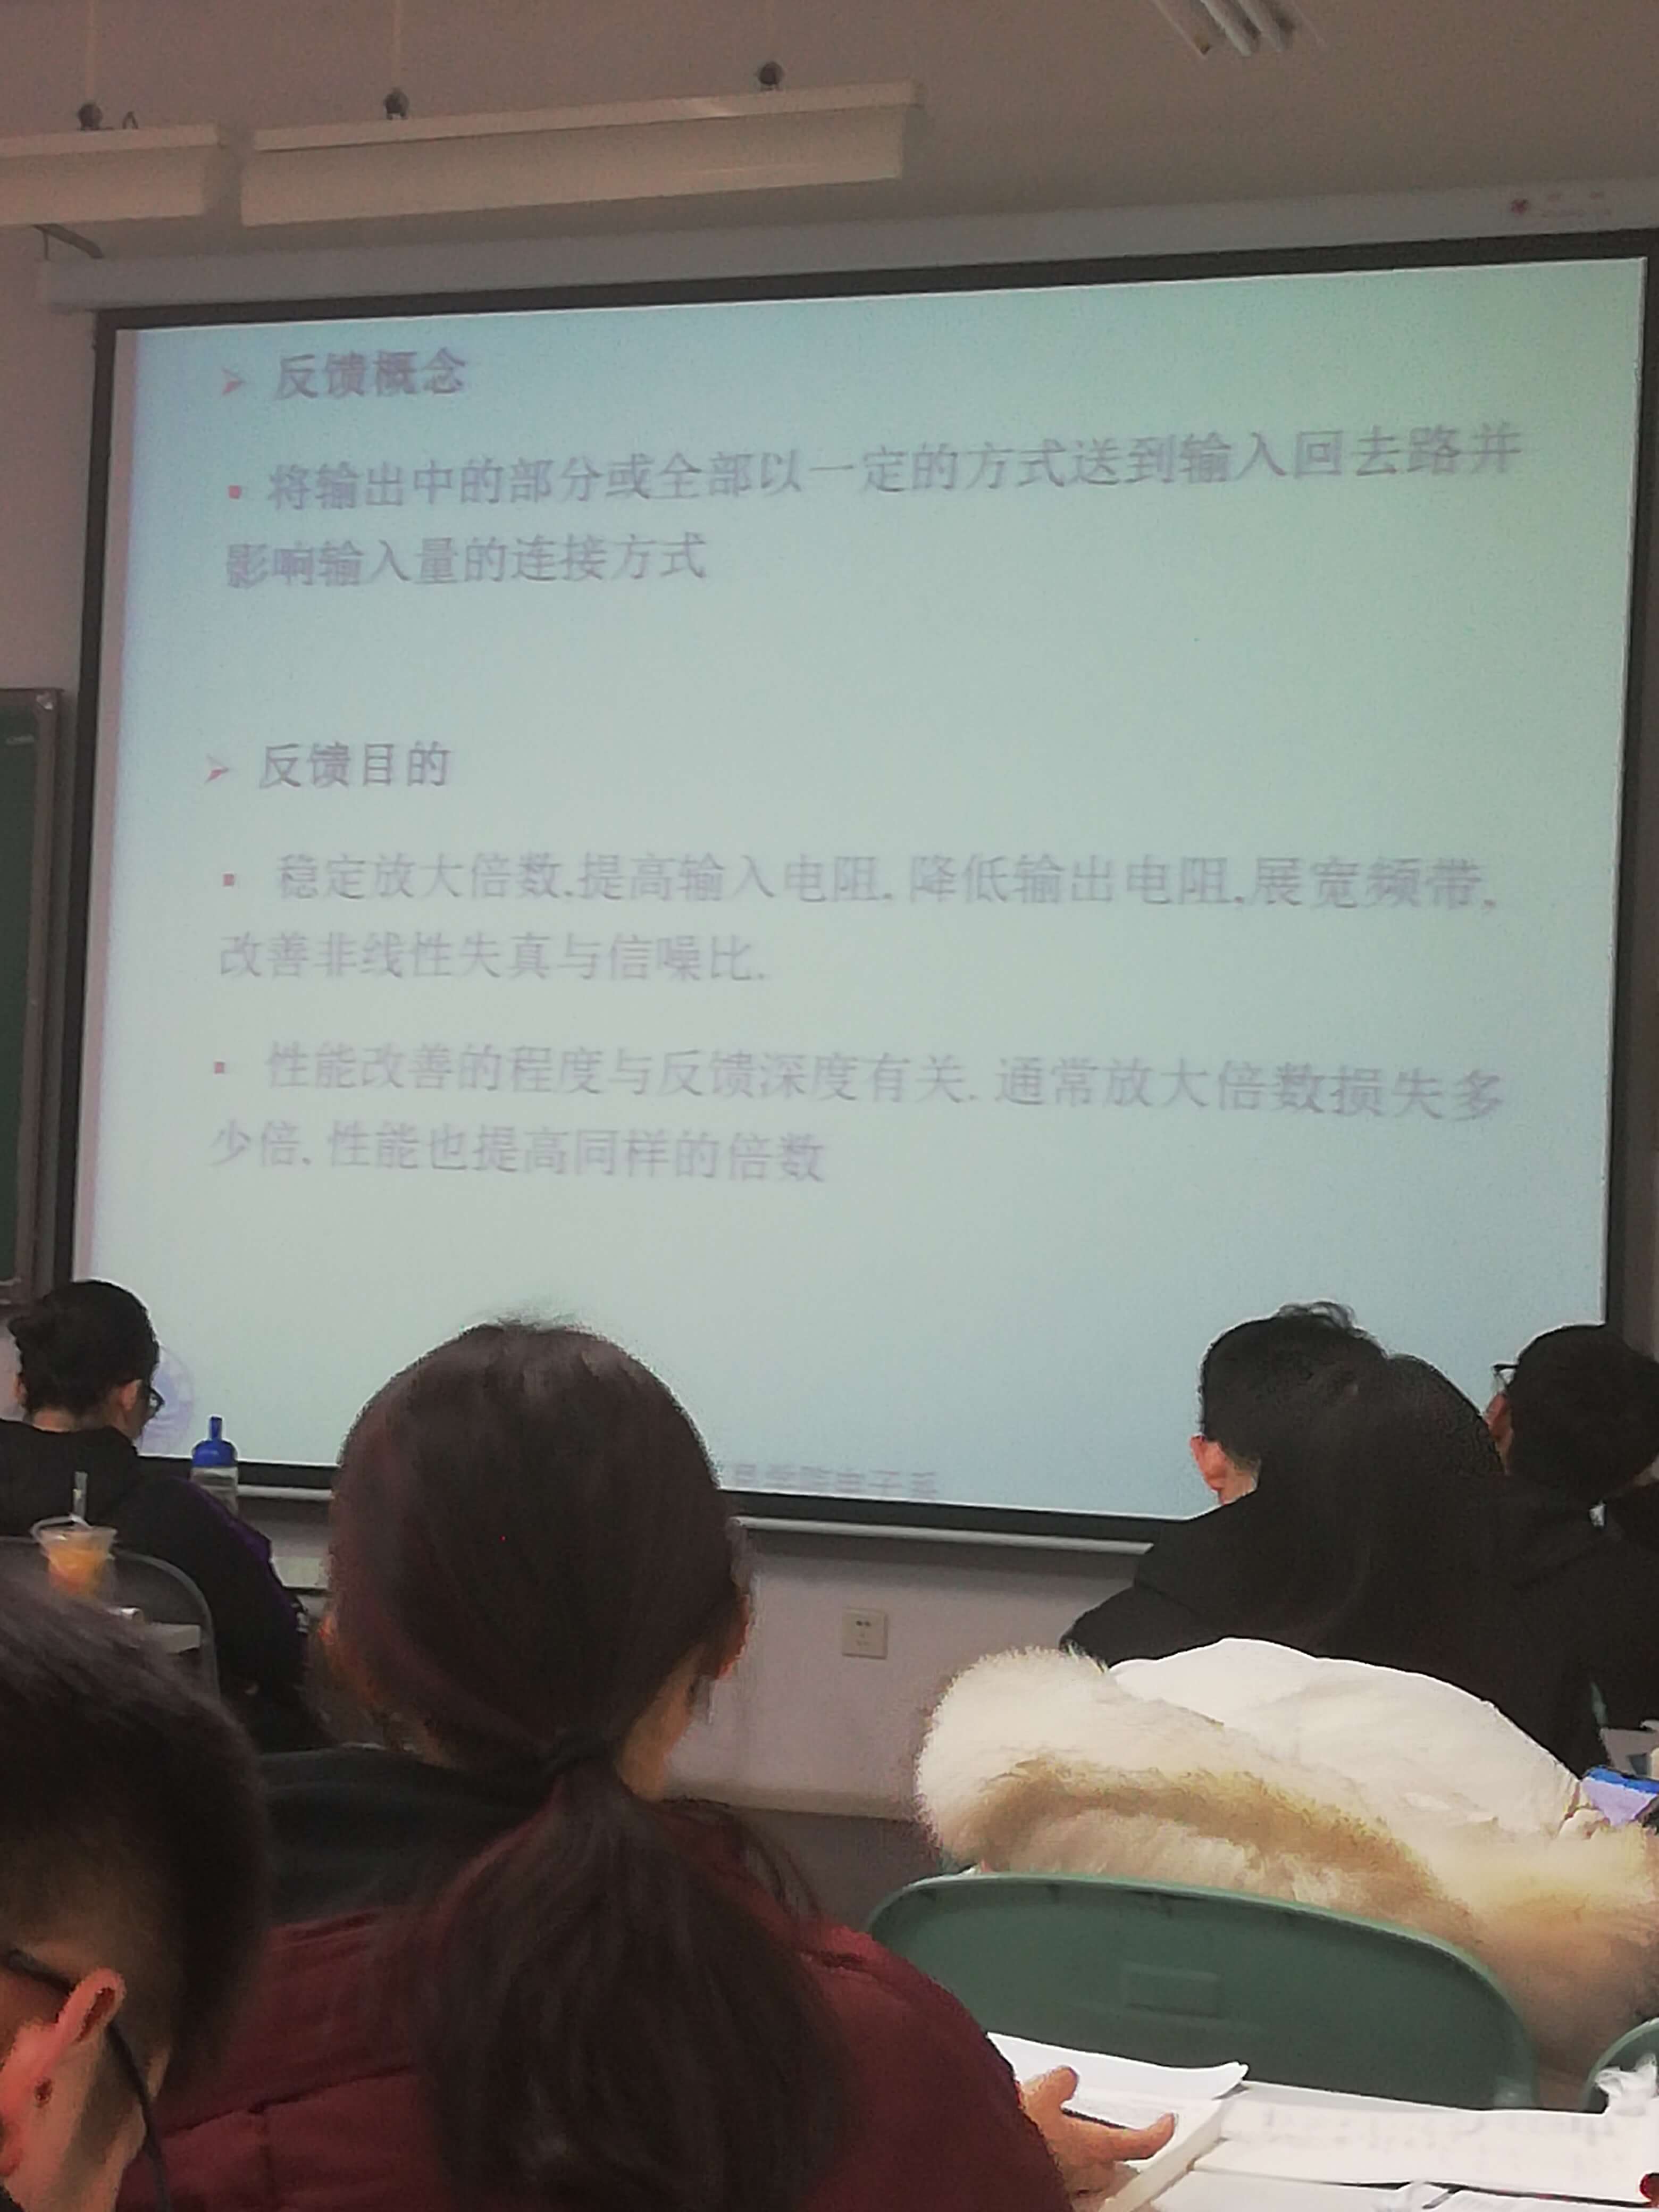 反馈概念
将输出中的部分或全部以一定的方式送到输入回去路并
影响输入量的连接方式
反馈目的
稳定放大倍数.提高输入电阻.降低输出电阻.展宽频带,
改善非线性失真与信噪比.
性能改善的程度与反馈深度有关.通常放大倍数损失多
少倍.性能也提高同样的倍数
息学院电子系